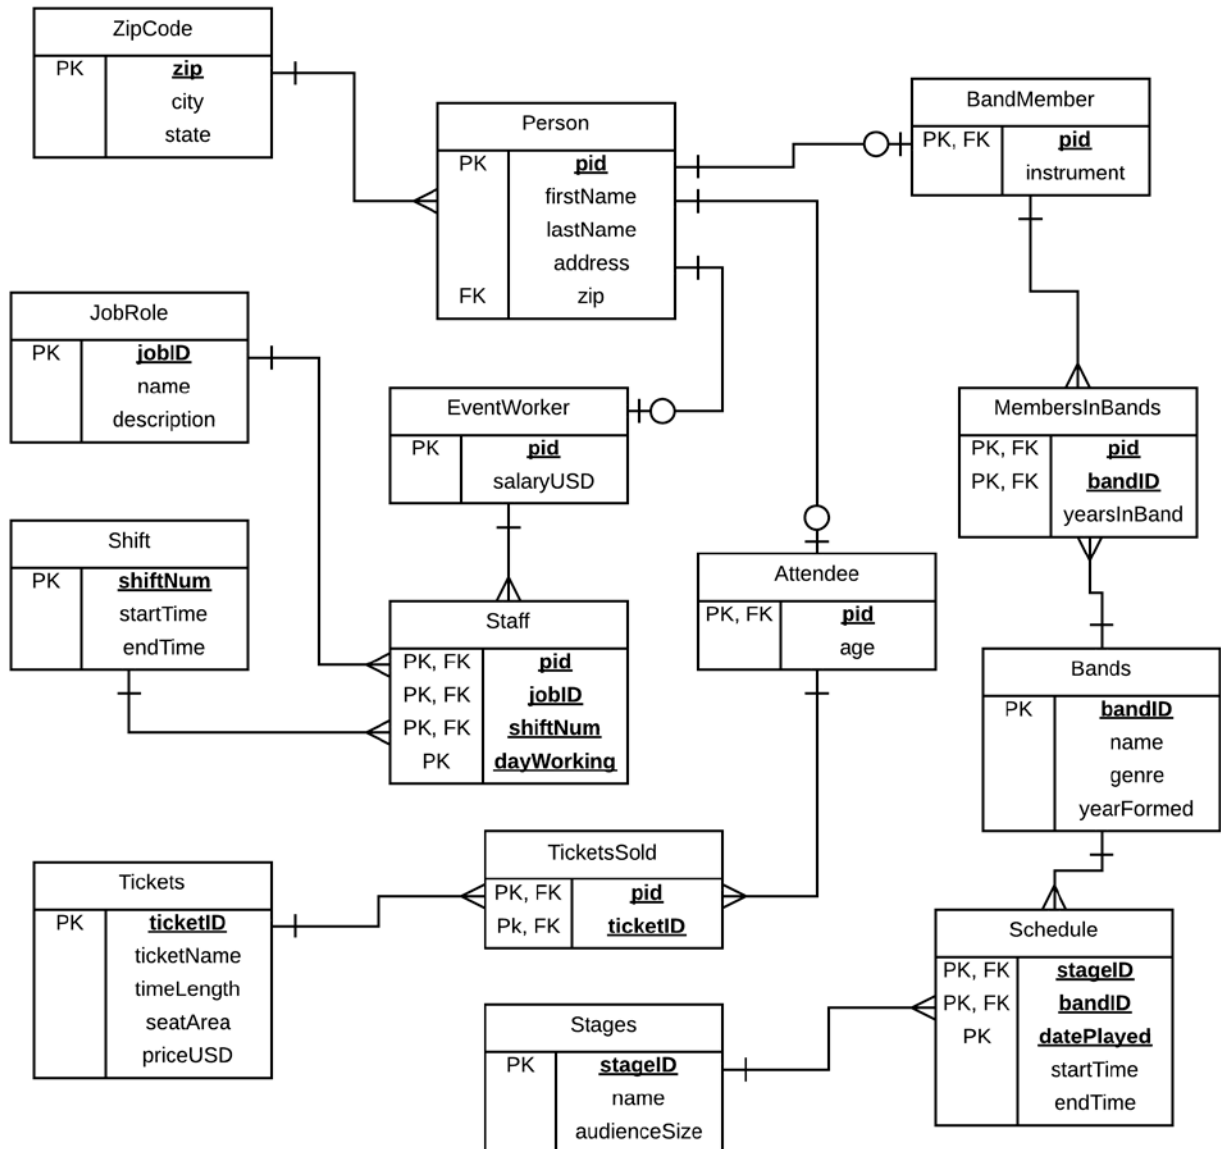 ZipCode
PK zip
city
state
Person
PK pid
firstName
lastName
address
FK zip
BandMember
PK, FK pid
instrument
JobRole
PK jobID
name
description
EventWorker
PK pid
salaryUSD
MembersInBands
PK, FK pid
PK, FK bandID
yearsInBand
Shift
PK shiftNum
startTime
endTime
Attendee
PK, FK pid
age
Staff
PK, FK pid
PK, FK jobID
PK, FK shiftNum
PK dayWorking
Bands
PK bandID
name
genre
yearFormed
Tickets
PK ticketID
ticketName
timeLength
seatArea
priceUSD
TicketsSold
PK, FK pid
Pk, FK ticketID
Schedule
PK, FK stageID
PK, FK bandID
PK datePlayed
startTime
endTime
Stages
PK stageID
name
audienceSize